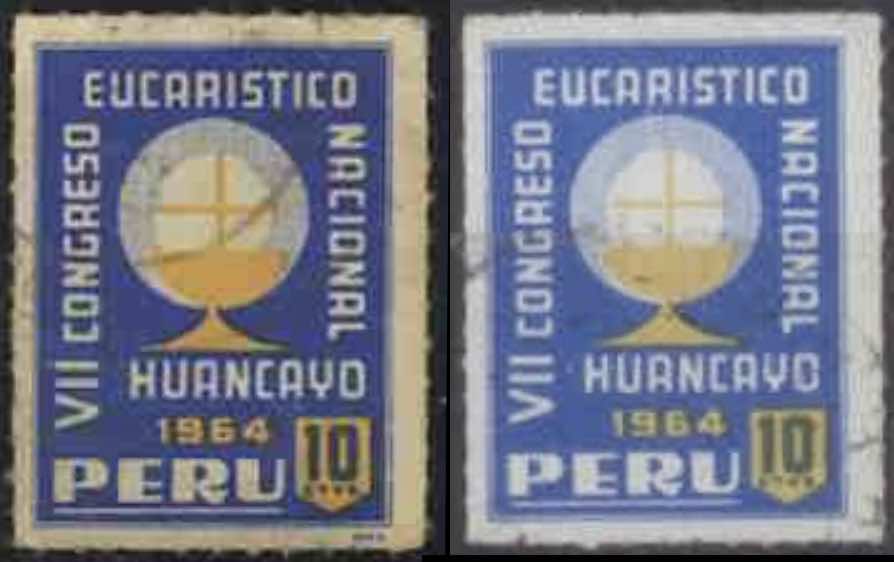 EUCARISTICO
VII CONGRESO
NACIONAL
HUANCAYO
1964
10
PERU
EUCARISTICO
VII CONGRESO
NACIONAL
HUANCAYO
1964
10
PERU